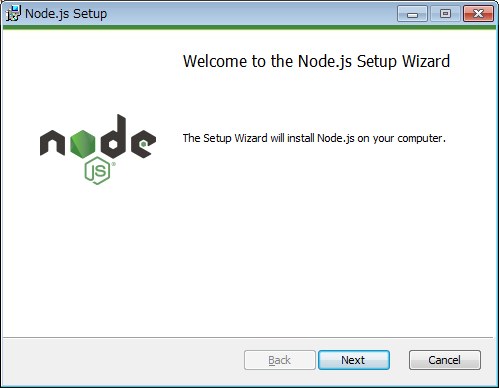 Node.js Setup
Welcome to the Node.js Setup Wizard
node
JS®
The Setup Wizard will install Node.js on your computer.
Back
Next
Cancel